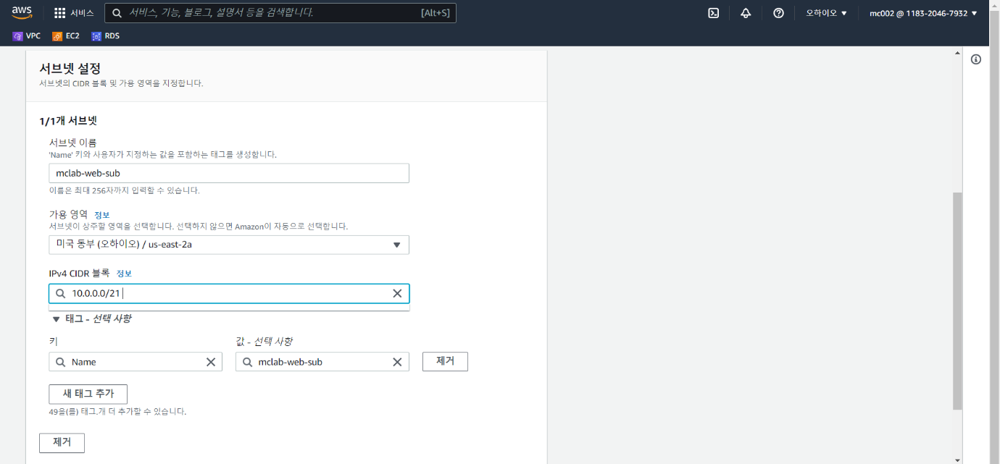 aws 서비스 서비스, 기능, 블로그, 설명서 등을 검색합니다. [Alt+S] 오하이오 ▼ mc002 @ 1183-2046-7932 ▼
VPC EC2 RDS
서브넷 설정
서브넷의 CIDR 블록 및 가용 영역을 지정합니다.
1/1개 서브넷
서브넷 이름
'Name' 키와 사용자가 지정하는 값을 포함하는 태그를 생성합니다.
mclab-web-sub
이름은 최대 256자까지 입력할 수 있습니다.
가용 영역 정보
서브넷이 상주할 영역을 선택합니다. 선택하지 않으면 Amazon이 자동으로 선택합니다.
미국 동부 (오하이오) / us-east-2a
IPv4 CIDR 블록 정보
10.0.0.0/21
▼ 태그 - 선택 사항
키 값 - 선택 사항
Name mclab-web-sub 제거
새 태그 추가
49을(를) 태그.개 더 추가할 수 있습니다.
제거